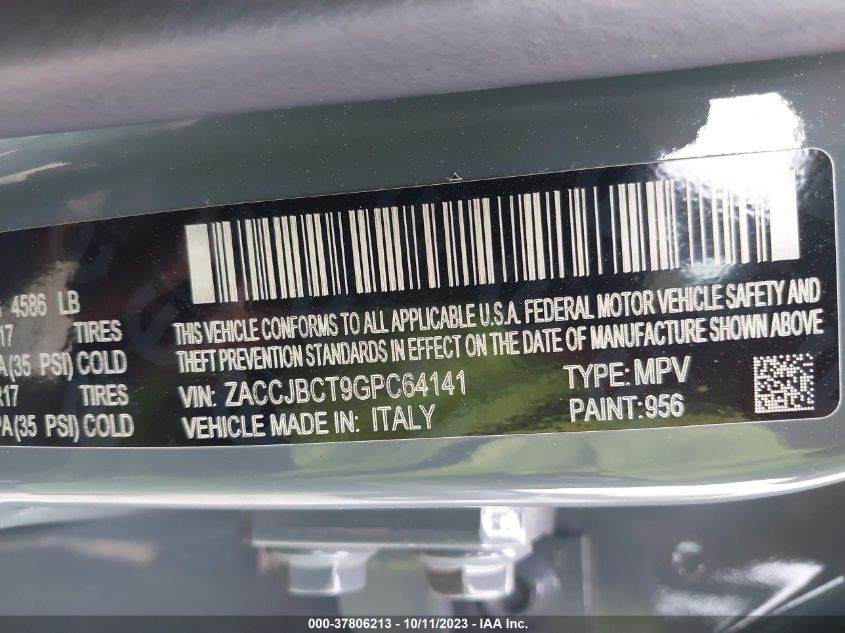 4586 LB
TIRES
(35 PSI) COLD
R17 TIRES
PA (35 PSI) COLD
THIS VEHICLE CONFORMS TO ALL APPLICABLE U.S.A. FEDERAL MOTOR VEHICLE SAFETY AND
THEFT PREVENTION STANDARDS IN EFFECT ON THE DATE OF MANUFACTURE SHOWN ABOVE
VIN: ZACCJBCT9GPC64141 TYPE: MPV
VEHICLE MADE IN: ITALY PAINT: 956
000-37806213 - 10/11/2023 - IAA Inc.